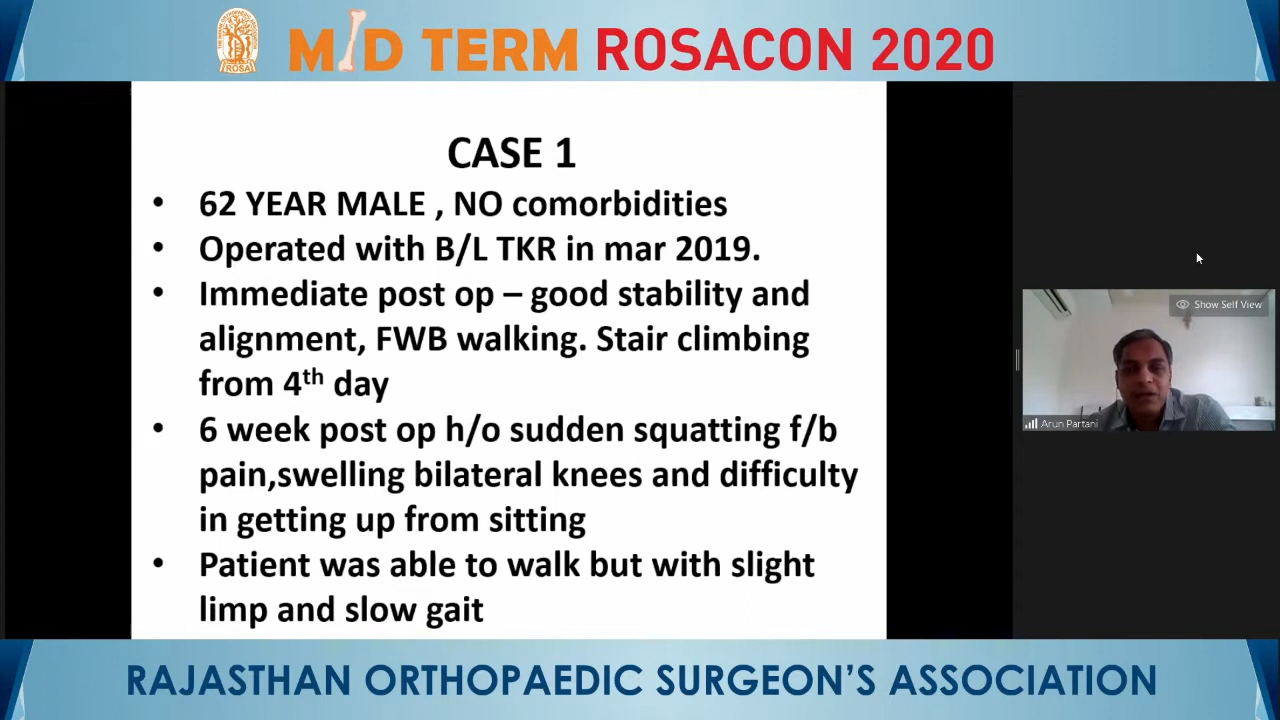 MID TERM ROSACON 2020
ROSA
CASE 1
• 62 YEAR MALE , NO comorbidities
• Operated with B/L TKR in mar 2019.
• Immediate post op – good stability and
alignment, FWB walking. Stair climbing
from 4th day
• 6 week post op h/o sudden squatting f/b
pain,swelling bilateral knees and difficulty
in getting up from sitting
• Patient was able to walk but with slight
limp and slow gait
Show Self View
Arun Partani
RAJASTHAN ORTHOPAEDIC SURGEON’S ASSOCIATION